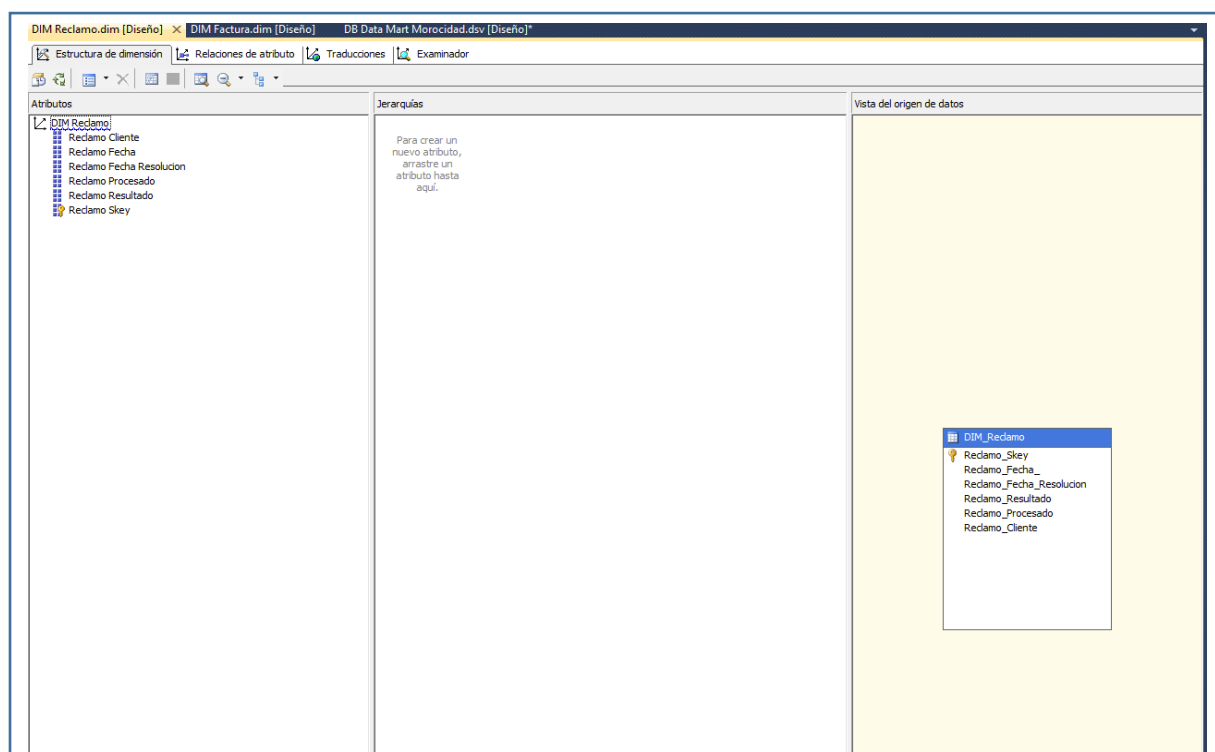 DIM Reclamo.dim [Diseño] DIM Factura.dim [Diseño] DB Data Mart Morocidad.dsv [Diseño]*
Estructura de dimensión Relaciones de atributo Traducciones Examinador
Atributos
DIM Reclamo
Reclamo Cliente
Reclamo Fecha
Reclamo Fecha Resolucion
Reclamo Procesado
Reclamo Resultado
Reclamo Skey
Jerarquías
Para crear un
nuevo atributo,
arrastre un
atributo hasta
aquí.
Vista del origen de datos
DIM_Reclamo
Reclamo_Skey
Reclamo_Fecha_
Reclamo_Fecha_Resolucion
Reclamo_Resultado
Reclamo_Procesado
Reclamo_Cliente